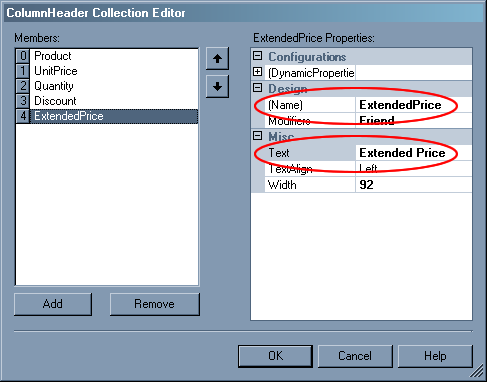 ColumnHeader Collection Editor
Members:
0 Product
1 UnitPrice
2 Quantity
3 Discount
4 ExtendedPrice
Add
Remove
ExtendedPrice Properties:
Configurations
(DynamicPropertie
Design
(Name) ExtendedPrice
Modifiers Friend
Misc
Text Extended Price
TextAlign Left
Width 92
OK
Cancel
Help